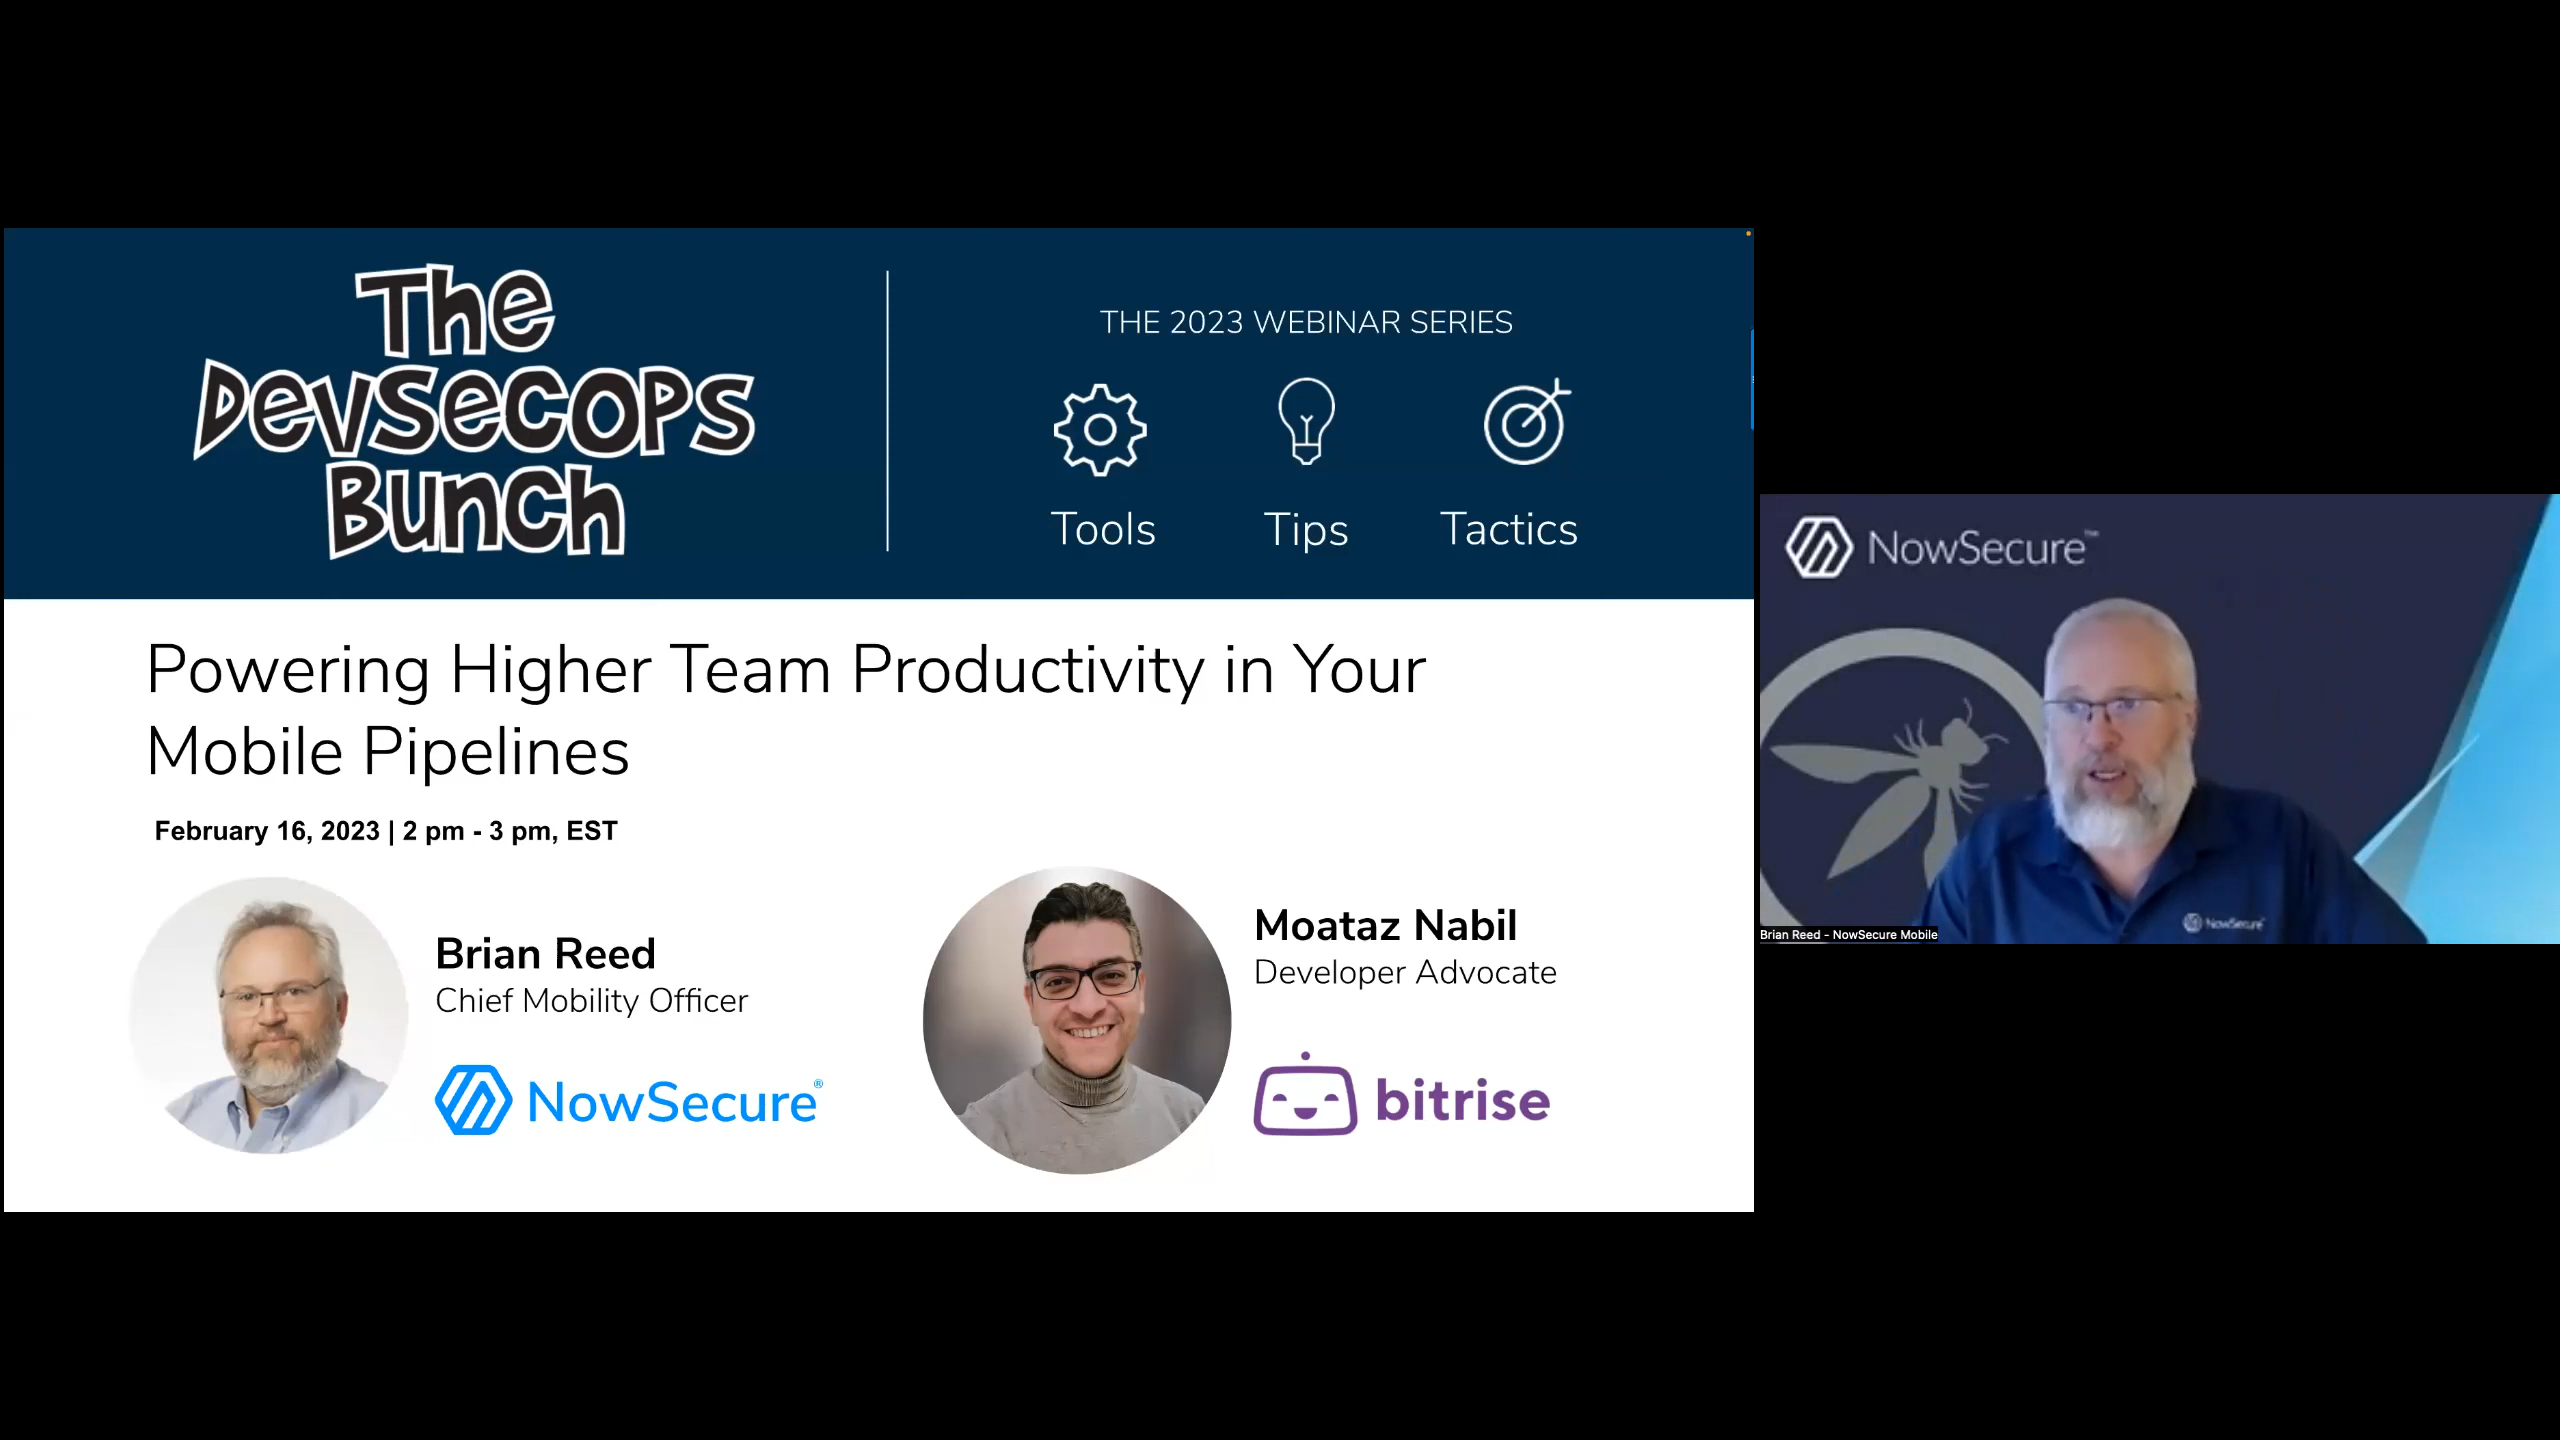 The
DevSecOps
Bunch
THE 2023 WEBINAR SERIES
Tools
Tips
Tactics
Powering Higher Team Productivity in Your
Mobile Pipelines
February 16, 2023 | 2 pm - 3 pm, EST
Brian Reed
Chief Mobility Officer
NowSecure®
Moataz Nabil
Developer Advocate
bitrise
NowSecure™
NowSecure
Brian Reed - NowSecure Mobile